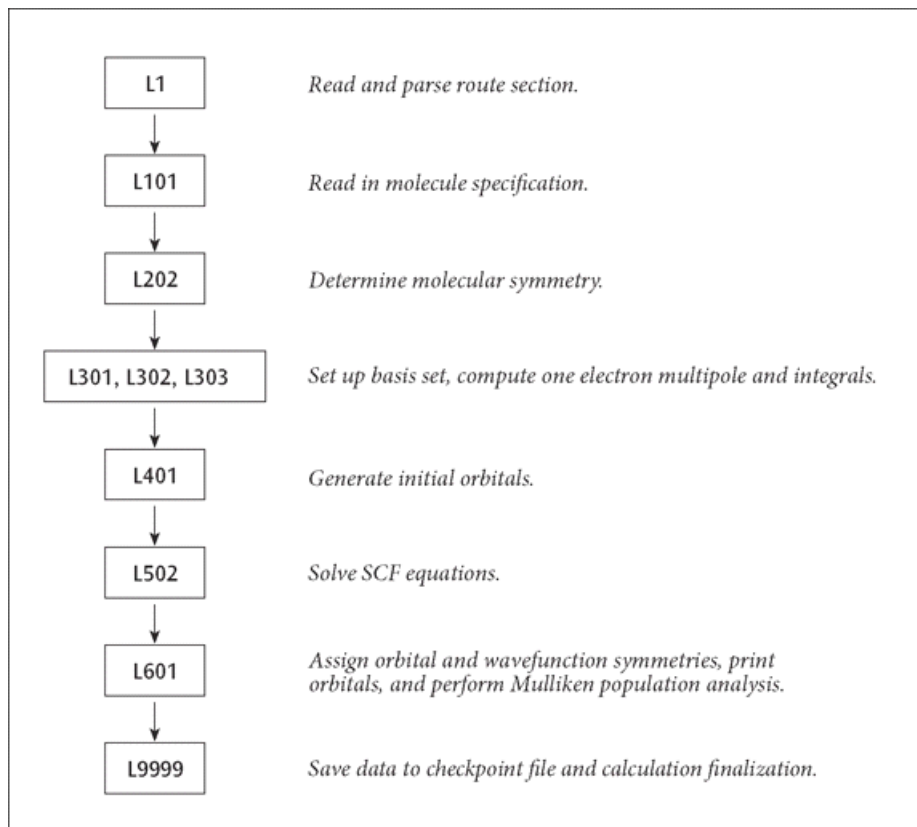 L1 Read and parse route section.
L101 Read in molecule specification.
L202 Determine molecular symmetry.
L301, L302, L303 Set up basis set, compute one electron multipole and integrals.
L401 Generate initial orbitals.
L502 Solve SCF equations.
L601 Assign orbital and wavefunction symmetries, print
orbitals, and perform Mulliken population analysis.
L9999 Save data to checkpoint file and calculation finalization.